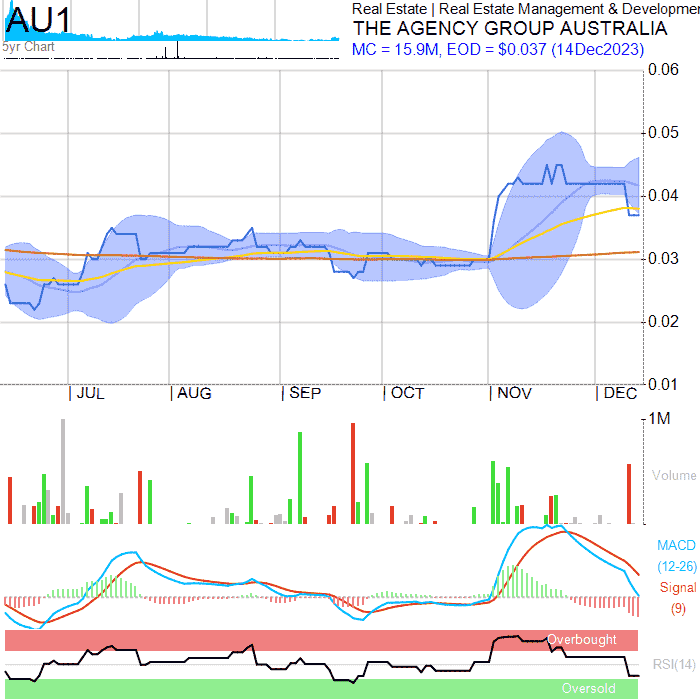 AU1
5yr Chart
Real Estate | Real Estate Management & Developmen
THE AGENCY GROUP AUSTRALIA
MC = 15.9M, EOD = $0.037 (14Dec2023)
0.06
0.05
0.04
0.03
0.02
0.01
| JUL | AUG | SEP | OCT | NOV | DEC
1M
Volume
MACD
(12-26)
Signal
(9)
Overbought
RSI(14)
Oversold